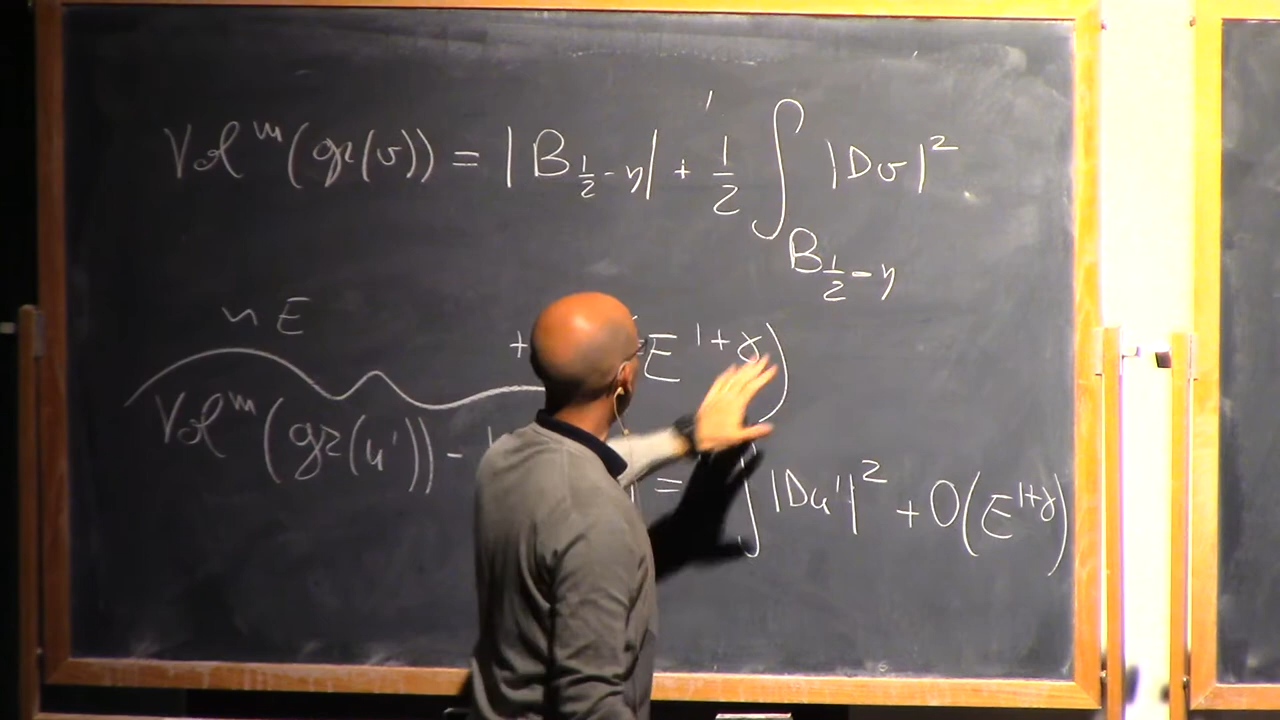 Vol^m(gr(v)) = |B_{1/2 - η}| + 1/2 ∫_{B_{1/2 - η}} |Dv|^2
+ E^{1+γ})
~ E
Vol^m(gr(u')) - = ∫ |Du'|^2 + O(E^{1+γ})